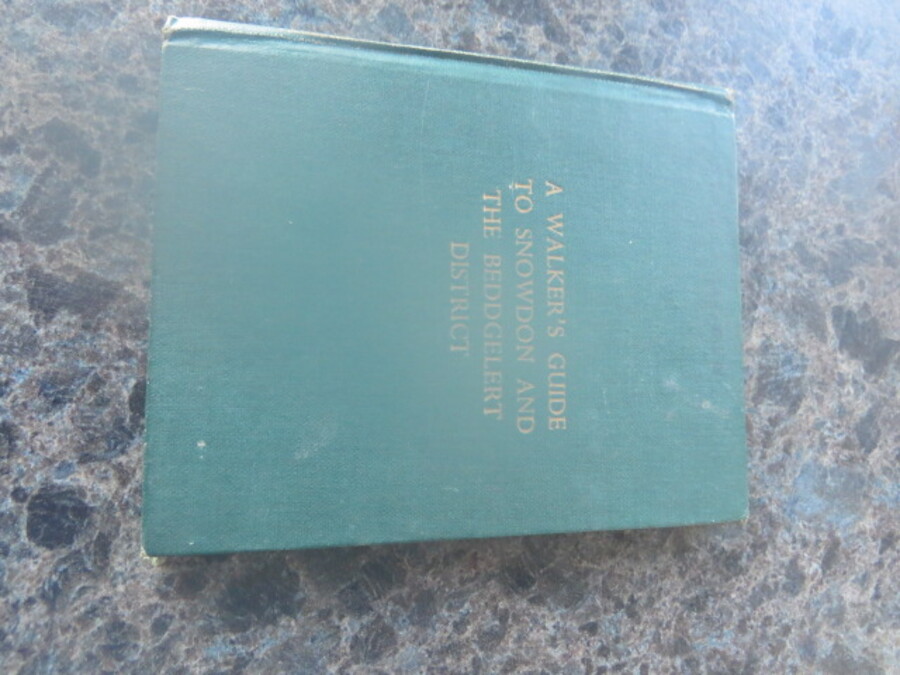 A WALKER'S GUIDE
TO SNOWDON AND
THE BEDDGELERT
DISTRICT